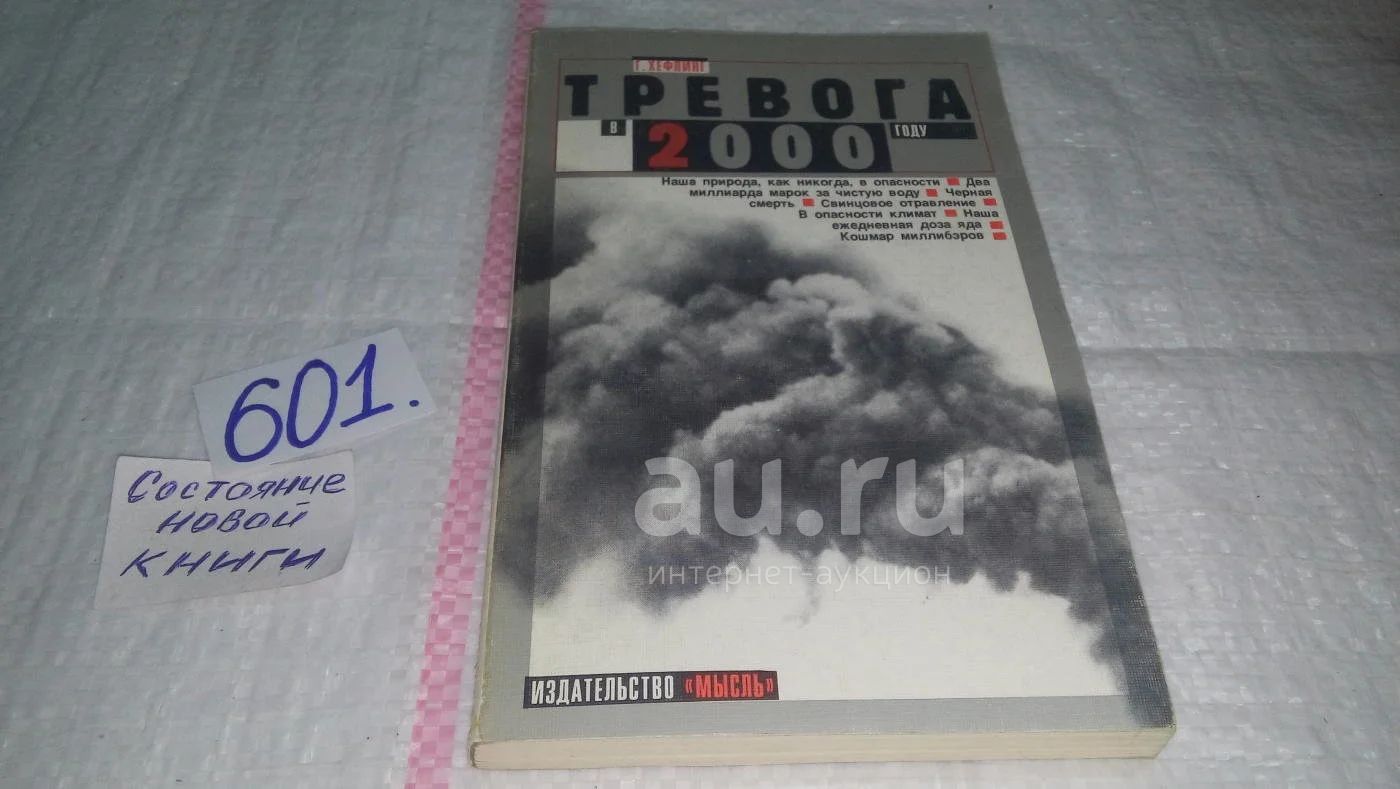 Г. ХЕФЛИНГ
ТРЕВОГА
В 2000 ГОДУ
Наша природа, как никогда, в опасности ■ Два
миллиарда марок за чистую воду ■ Черная
смерть ■ Свинцовое отравление ■
В опасности климат ■ Наша
ежедневная доза яда ■
Кошмар миллибэров ■
601.
Состояние
новой
книги
au.ru
интернет-аукцион
ИЗДАТЕЛЬСТВО «МЫСЛЬ»